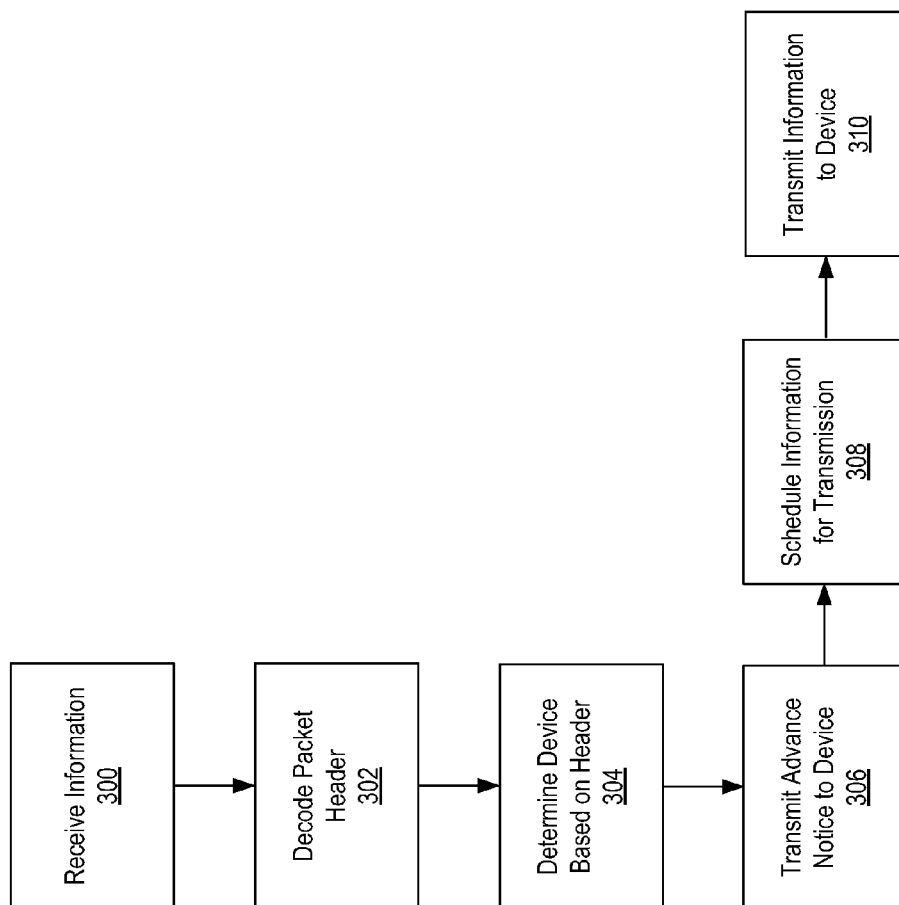 Receive Information
300
Decode Packet
Header
302
Determine Device
Based on Header
304
Transmit Advance
Notice to Device
306
Schedule Information
for Transmission
308
Transmit Information
to Device
310